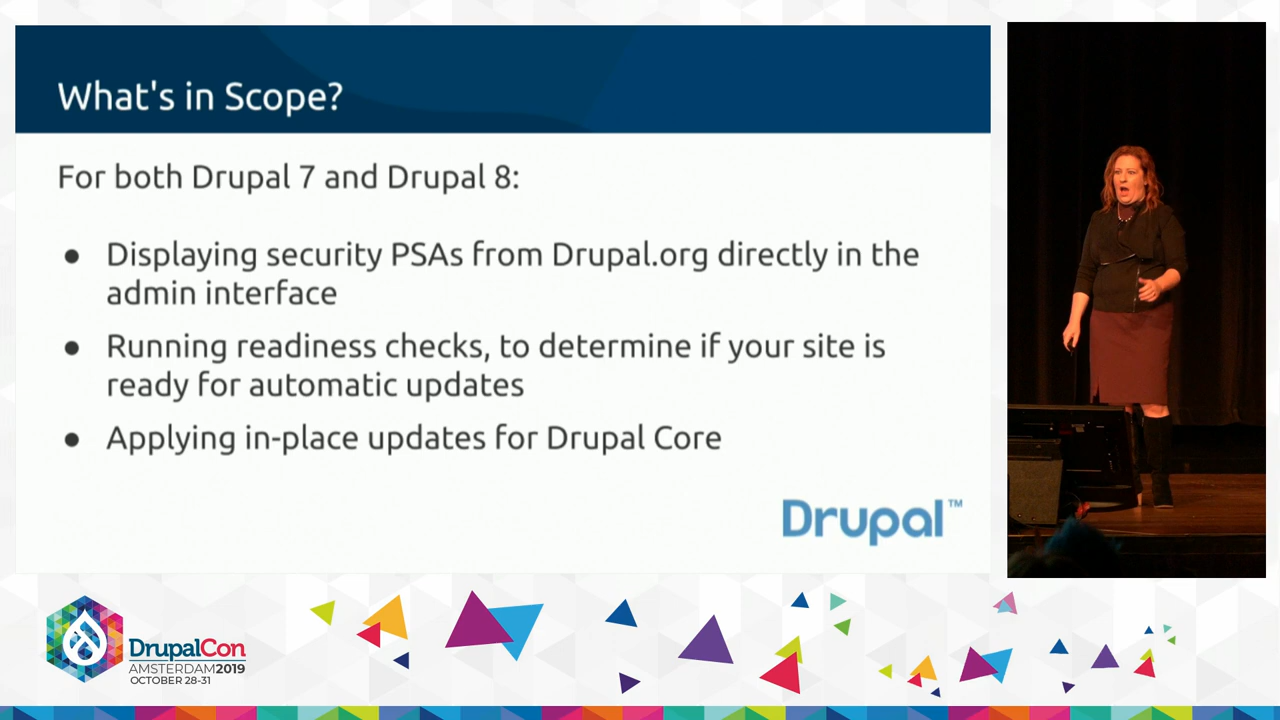 What's in Scope?
For both Drupal 7 and Drupal 8:
● Displaying security PSAs from Drupal.org directly in the
admin interface
● Running readiness checks, to determine if your site is
ready for automatic updates
● Applying in-place updates for Drupal Core
Drupal™
DrupalCon
AMSTERDAM2019
OCTOBER 28-31